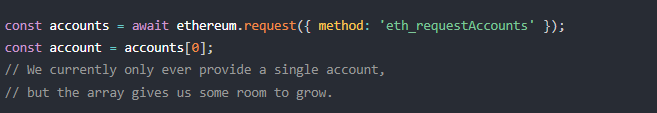 const accounts = await ethereum.request({ method: 'eth_requestAccounts' });
const account = accounts[0];
// We currently only ever provide a single account,
// but the array gives us some room to grow.